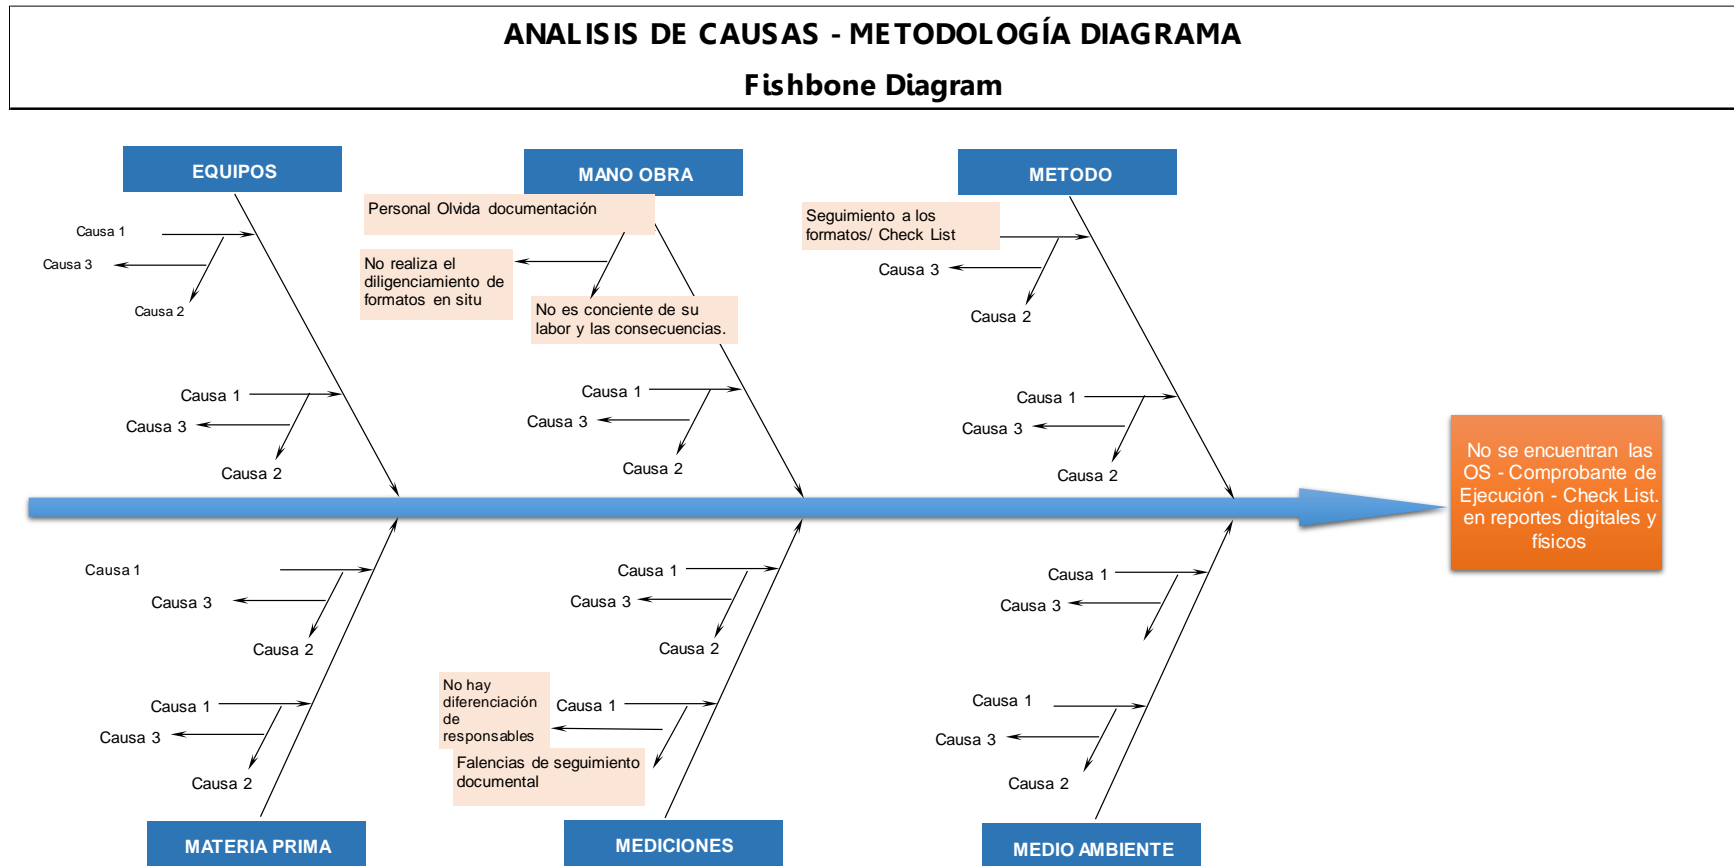 ANALISIS DE CAUSAS - METODOLOGÍA DIAGRAMA
Fishbone Diagram
EQUIPOS
MANO OBRA
METODO
Causa 1
Causa 3
Causa 2
Causa 1
Causa 3
Causa 2
Personal Olvida documentación
No realiza el
diligenciamiento de
formatos en situ
No es conciente de su
labor y las consecuencias.
Causa 1
Causa 3
Causa 2
Seguimiento a los
formatos/ Check List
Causa 3
Causa 2
Causa 1
Causa 3
Causa 2
No se encuentran las
OS - Comprobante de
Ejecución - Check List.
en reportes digitales y
físicos
Causa 1
Causa 3
Causa 2
Causa 1
Causa 3
Causa 2
Causa 1
Causa 3
Causa 2
No hay
diferenciación
de
responsables
Causa 1
Falencias de seguimiento
documental
Causa 1
Causa 3
Causa 1
Causa 3
Causa 2
MATERIA PRIMA
MEDICIONES
MEDIO AMBIENTE